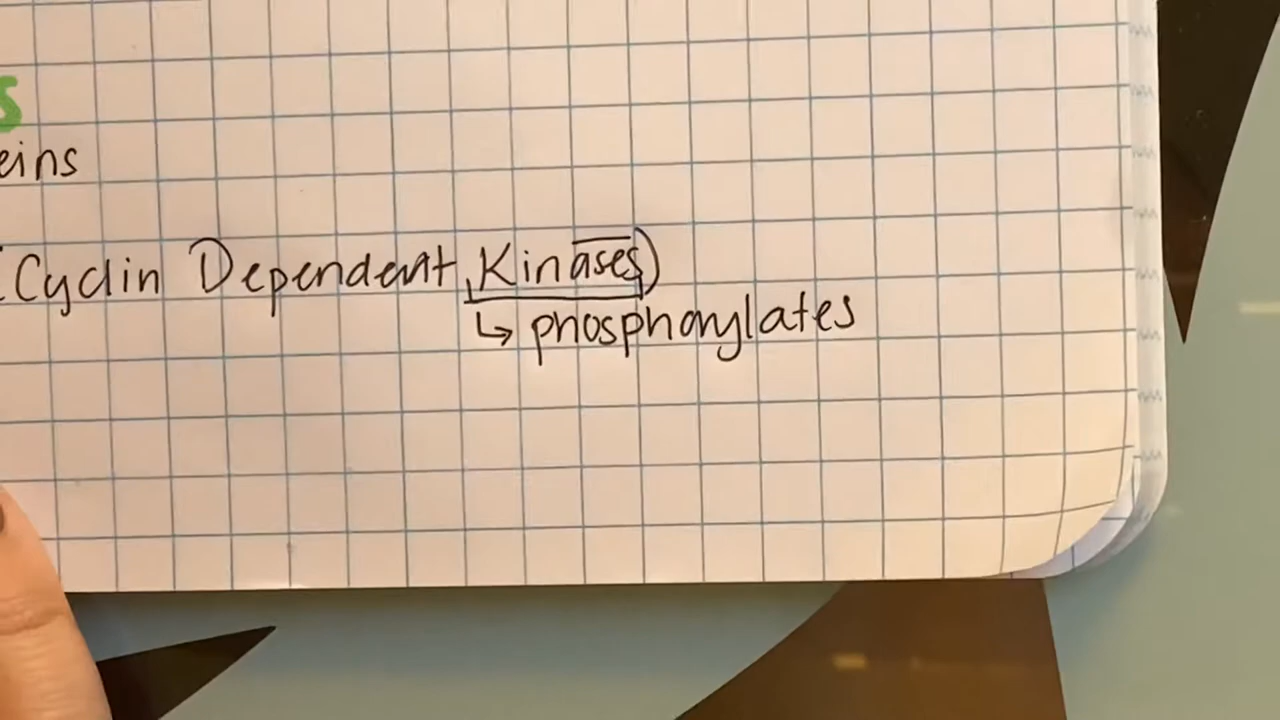 s
eins
(Cyclin Dependent Kinases)
↳ phosphorylates